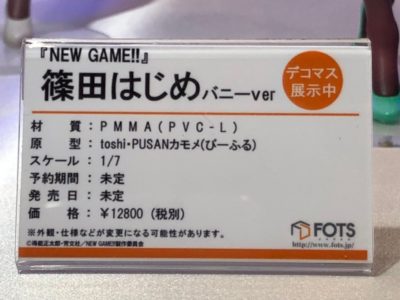 『NEW GAME!!』
篠田はじめバニーver
デコマス
展示中
材　　質：PMMA(PVC-L)
原　　型：toshi・PUSANカモメ(びーふる)
スケール：1/7
予約期間：未定
発 売 日：未定
価　　格：¥12800（税別）
※外観・仕様などが変更になる可能性があります。
©得能正太郎・芳文社/NEW GAME!!製作委員会
FOTS
JAPAN
http://www.fots.jp/